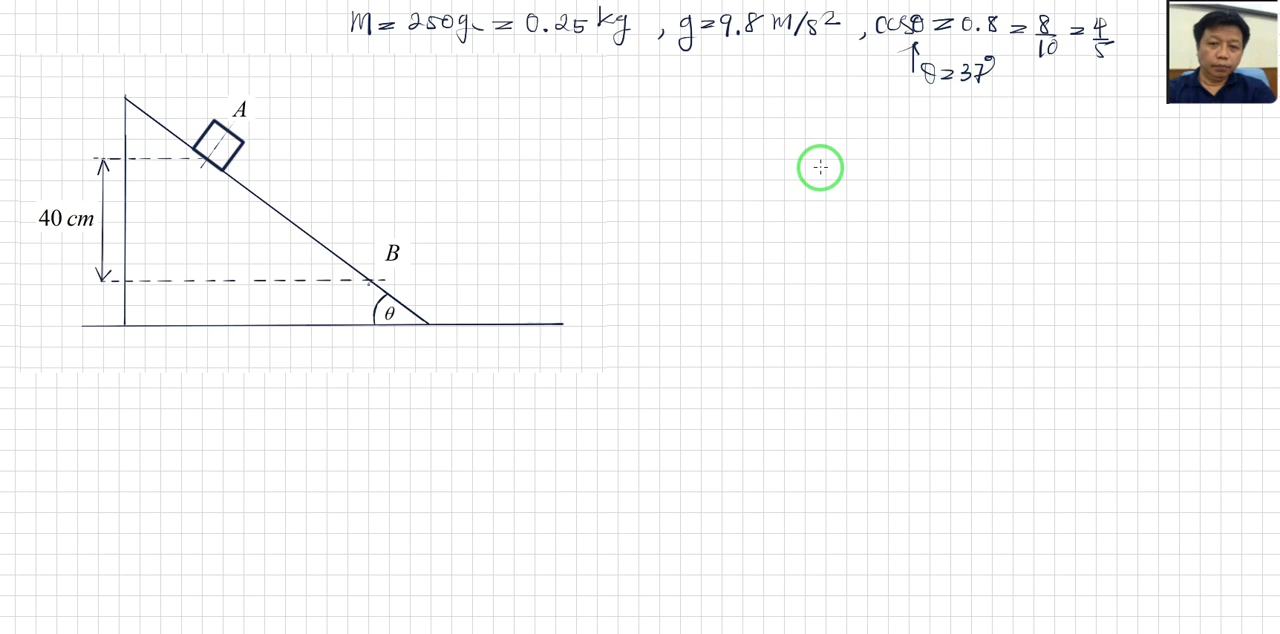 m = 250g = 0.25 kg , g = 9.8 m/s² , cosθ = 0.8 = 8/10 = 4/5
↑ θ = 37°
A
40 cm
B
θ